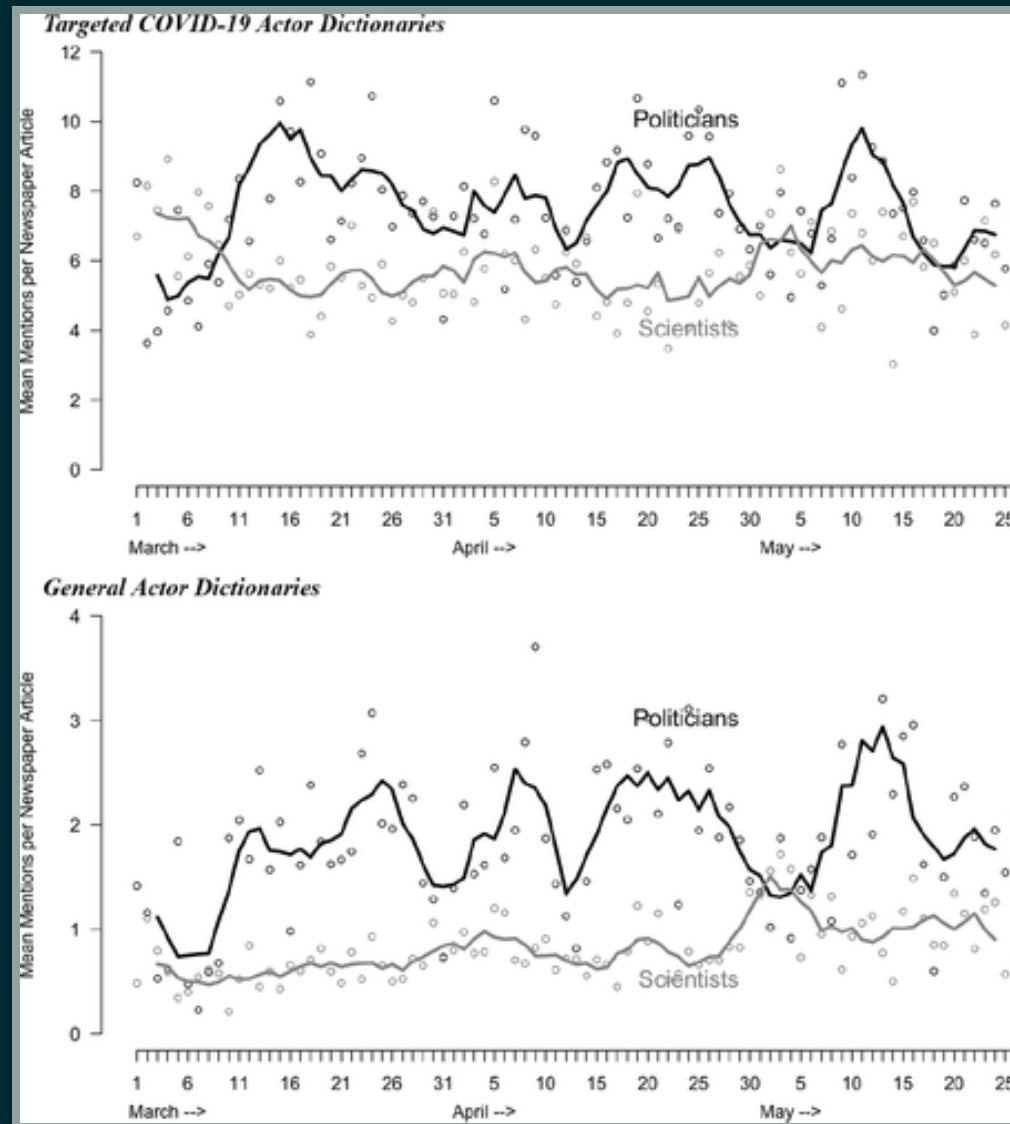 Targeted COVID-19 Actor Dictionaries
Mean Mentions per Newspaper Article
12
10
8
6
4
2
0
Politicians
Scientists
1 6 11 16 21 26 31 5 10 15 20 25 30 5 10 15 20 25
March --> April --> May -->
General Actor Dictionaries
Mean Mentions per Newspaper Article
4
3
2
1
0
Politicians
Scientists
1 6 11 16 21 26 31 5 10 15 20 25 30 5 10 15 20 25
March --> April --> May -->